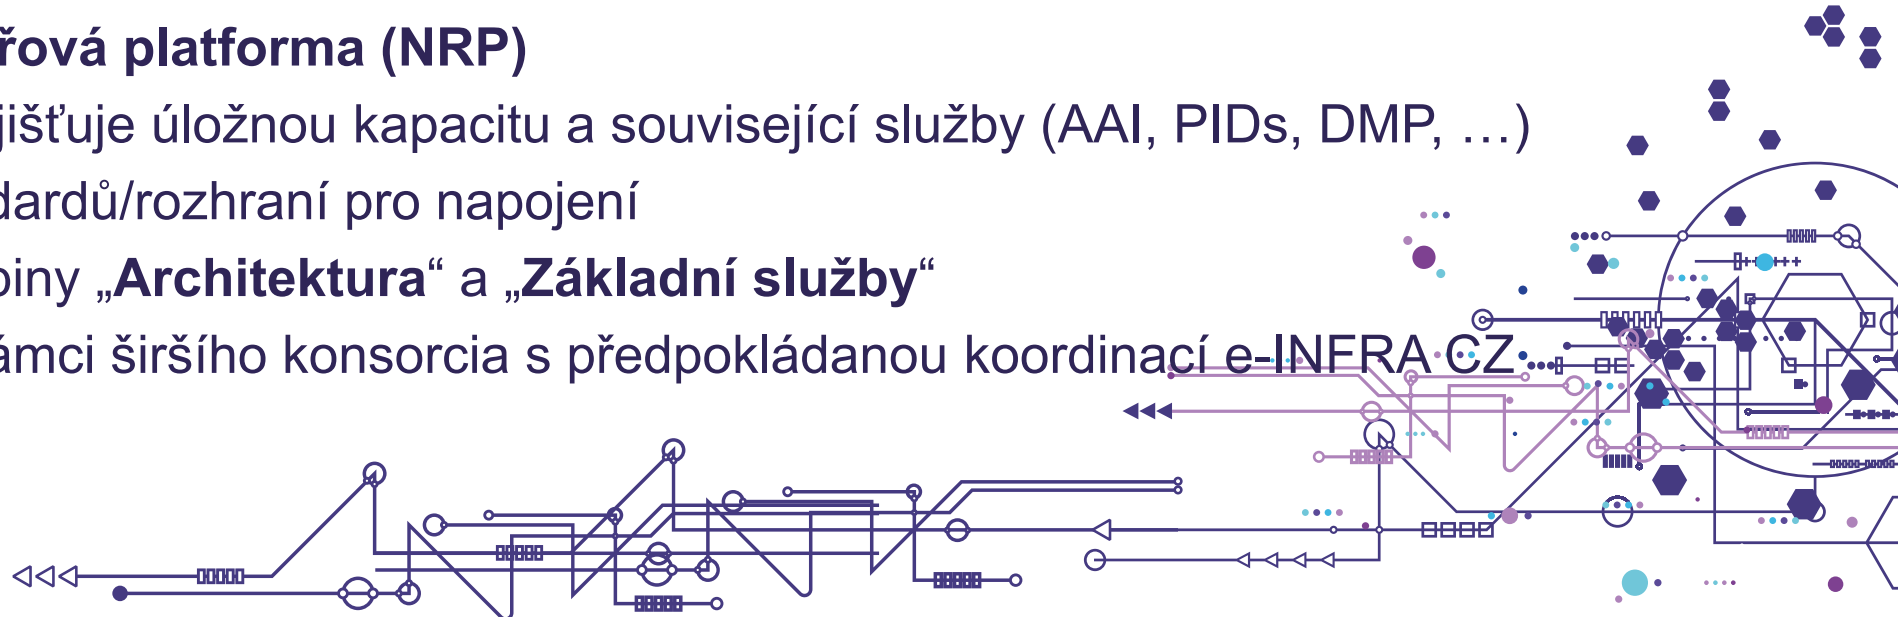 řová platforma (NRP)
jišťuje úložnou kapacitu a související služby (AAI, PIDs, DMP, …)
dardů/rozhraní pro napojení
piny „Architektura“ a „Základní služby“
ámci širšího konsorcia s předpokládanou koordinací e-INFRA CZ